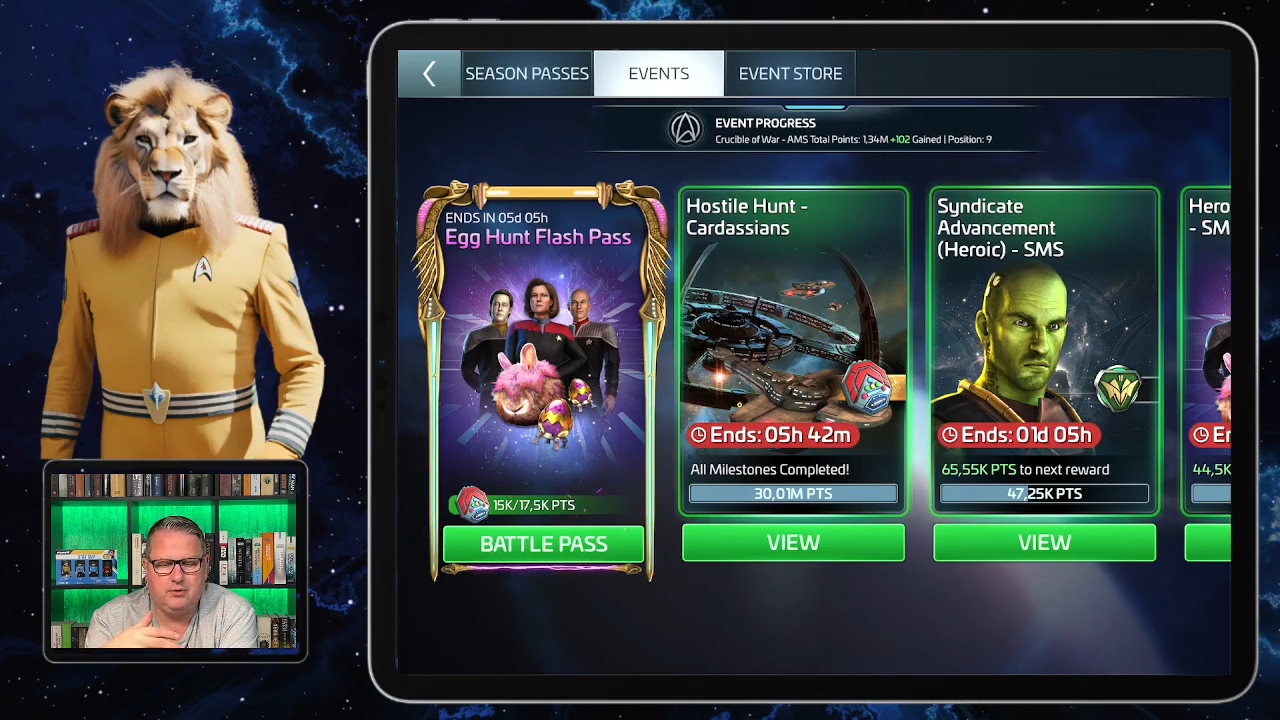 SEASON PASSES
EVENTS
EVENT STORE
EVENT PROGRESS
Crucible of War - AMS Total Points: 1,34M +102 Gained | Position: 9
ENDS IN 05d 05h
Egg Hunt Flash Pass
15K/17,5K PTS
BATTLE PASS
Hostile Hunt -
Cardassians
Ends: 05h 42m
All Milestones Completed!
30,01M PTS
VIEW
Syndicate
Advancement
(Heroic) - SMS
Ends: 01d 05h
65,55K PTS to next reward
47,25K PTS
VIEW
Hero
- SM
Er
44,5K